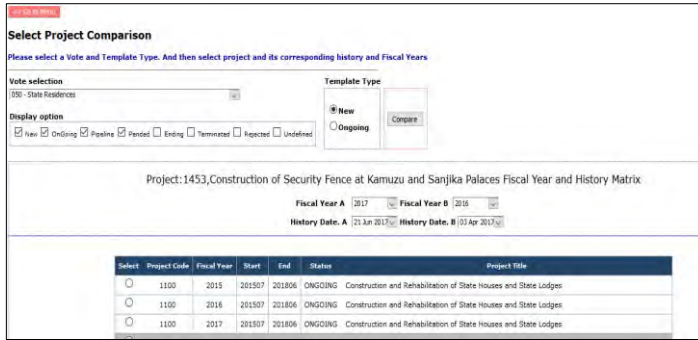 << GO TO MENU
Select Project Comparison
Please select a Vote and Template Type. And then select project and its corresponding history and Fiscal Years
Vote selection
050 - State Residences
Template Type
New
Ongoing
Compare
Display option
New OnGoing Pipeline Pended Ending Terminated Rejected Undefined
Project:1453,Construction of Security Fence at Kamuzu and Sanjika Palaces Fiscal Year and History Matrix
Fiscal Year A 2017 Fiscal Year B 2016
History Date. A 21 Jun 2017 History Date. B 03 Apr 2017
Select Project Code Fiscal Year Start End Status Project Title
1100 2015 201507 201806 ONGOING Construction and Rehabilitation of State Houses and State Lodges
1100 2016 201507 201806 ONGOING Construction and Rehabilitation of State Houses and State Lodges
1100 2017 201507 201806 ONGOING Construction and Rehabilitation of State Houses and State Lodges